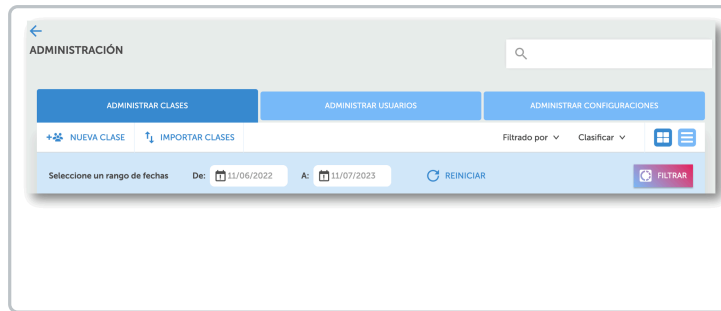 ADMINISTRACIÓN
ADMINISTRAR CLASES ADMINISTRAR USUARIOS ADMINISTRAR CONFIGURACIONES
+ NUEVA CLASE IMPORTAR CLASES Filtrado por Clasificar
Seleccione un rango de fechas De: 11/06/2022 A: 11/07/2023 REINICIAR FILTRAR